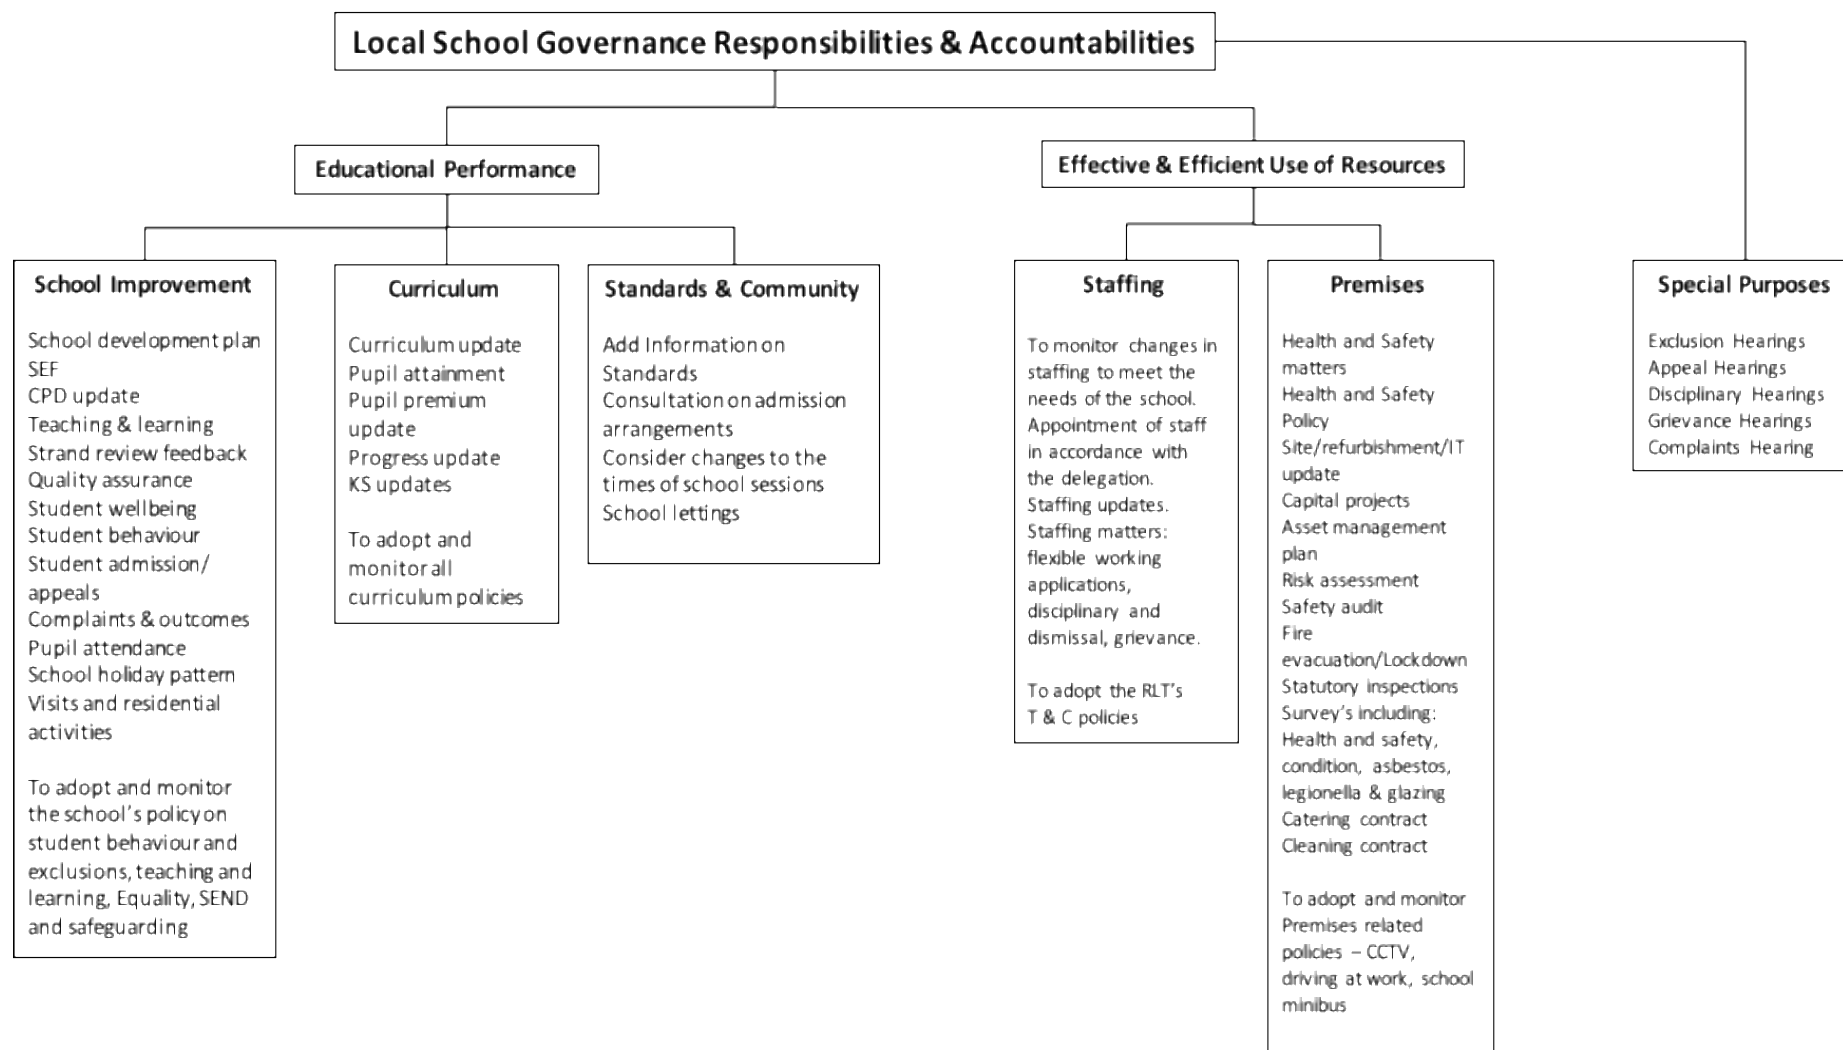 Local School Governance Responsibilities & Accountabilities
Educational Performance
Effective & Efficient Use of Resources
School Improvement
School development plan
SEF
CPD update
Teaching & learning
Strand review feedback
Quality assurance
Student wellbeing
Student behaviour
Student admission/
appeals
Complaints & outcomes
Pupil attendance
School holiday pattern
Visits and residential
activities
To adopt and monitor
the school's policy on
student behaviour and
exclusions, teaching and
learning, Equality, SEND
and safeguarding
Curriculum
Curriculum update
Pupil attainment
Pupil premium
update
Progress update
KS updates
To adopt and
monitor all
curriculum policies
Standards & Community
Add Information on
Standards
Consultation on admission
arrangements
Consider changes to the
times of school sessions
School lettings
Staffing
To monitor changes in
staffing to meet the
needs of the school.
Appointment of staff
in accordance with
the delegation.
Staffing updates.
Staffing matters:
flexible working
applications,
disciplinary and
dismissal, grievance.
To adopt the RLT's
T & C policies
Premises
Health and Safety
matters
Health and Safety
Policy
Site/refurbishment/IT
update
Capital projects
Asset management
plan
Risk assessment
Safety audit
Fire
evacuation/Lockdown
Statutory inspections
Survey's including:
Health and safety,
condition, asbestos,
legionella & glazing
Catering contract
Cleaning contract
To adopt and monitor
Premises related
policies – CCTV,
driving at work, school
minibus
Special Purposes
Exclusion Hearings
Appeal Hearings
Disciplinary Hearings
Grievance Hearings
Complaints Hearing